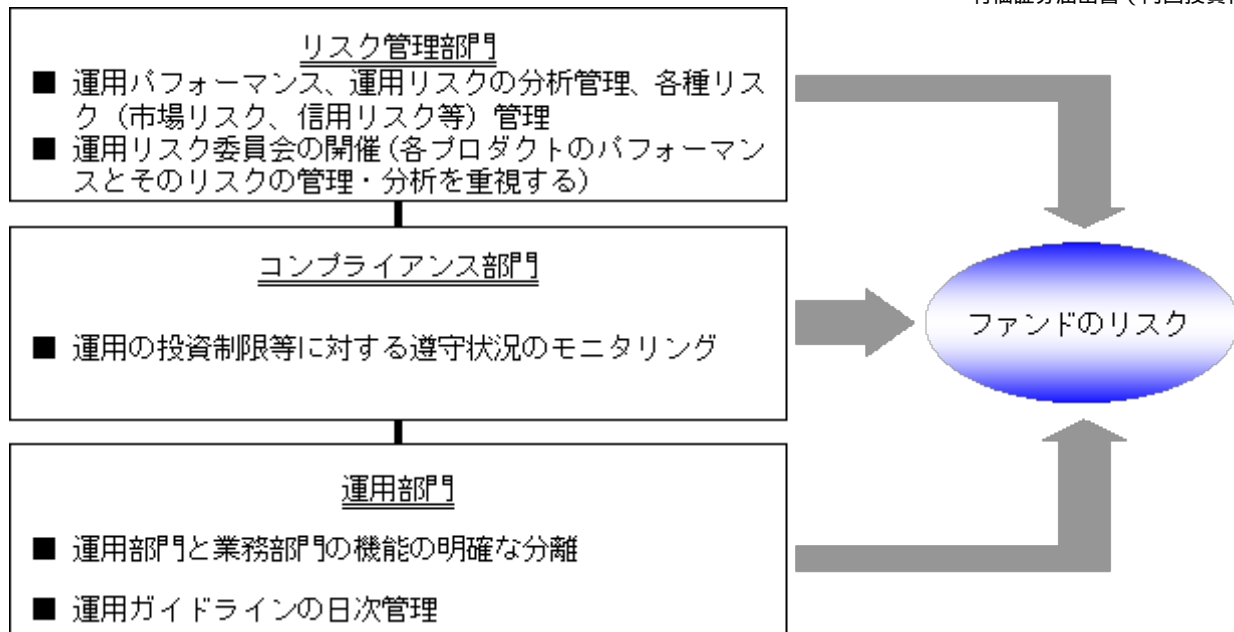 リスク管理部門
■ 運用パフォーマンス、運用リスクの分析管理、各種リス
ク（市場リスク、信用リスク等）管理
■ 運用リスク委員会の開催（各プロダクトのパフォーマン
スとそのリスクの管理・分析を重視する）
コンプライアンス部門
■ 運用の投資制限等に対する遵守状況のモニタリング
運用部門
■ 運用部門と業務部門の機能の明確な分離
■ 運用ガイドラインの日次管理
ファンドのリスク